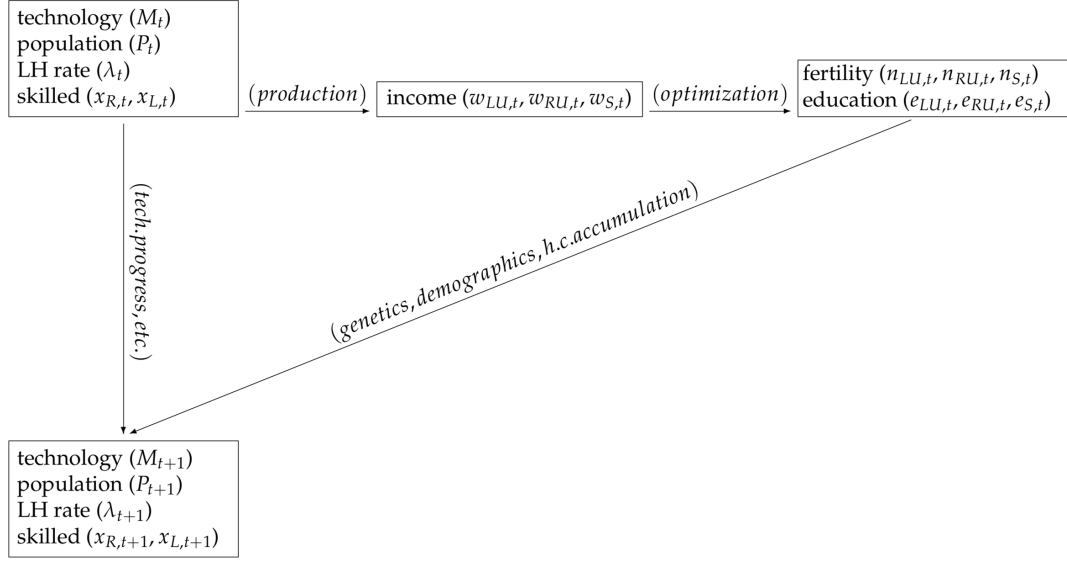 technology (M_t)
population (P_t)
LH rate (λ_t)
skilled (x_{R,t}, x_{L,t})
(production)
income (w_{LU,t}, w_{RU,t}, w_{S,t})
(optimization)
fertility (n_{LU,t}, n_{RU,t}, n_{S,t})
education (e_{LU,t}, e_{RU,t}, e_{S,t})
(tech.progress, etc.)
(genetics, demographics, h.c.accumulation)
technology (M_{t+1})
population (P_{t+1})
LH rate (λ_{t+1})
skilled (x_{R,t+1}, x_{L,t+1})